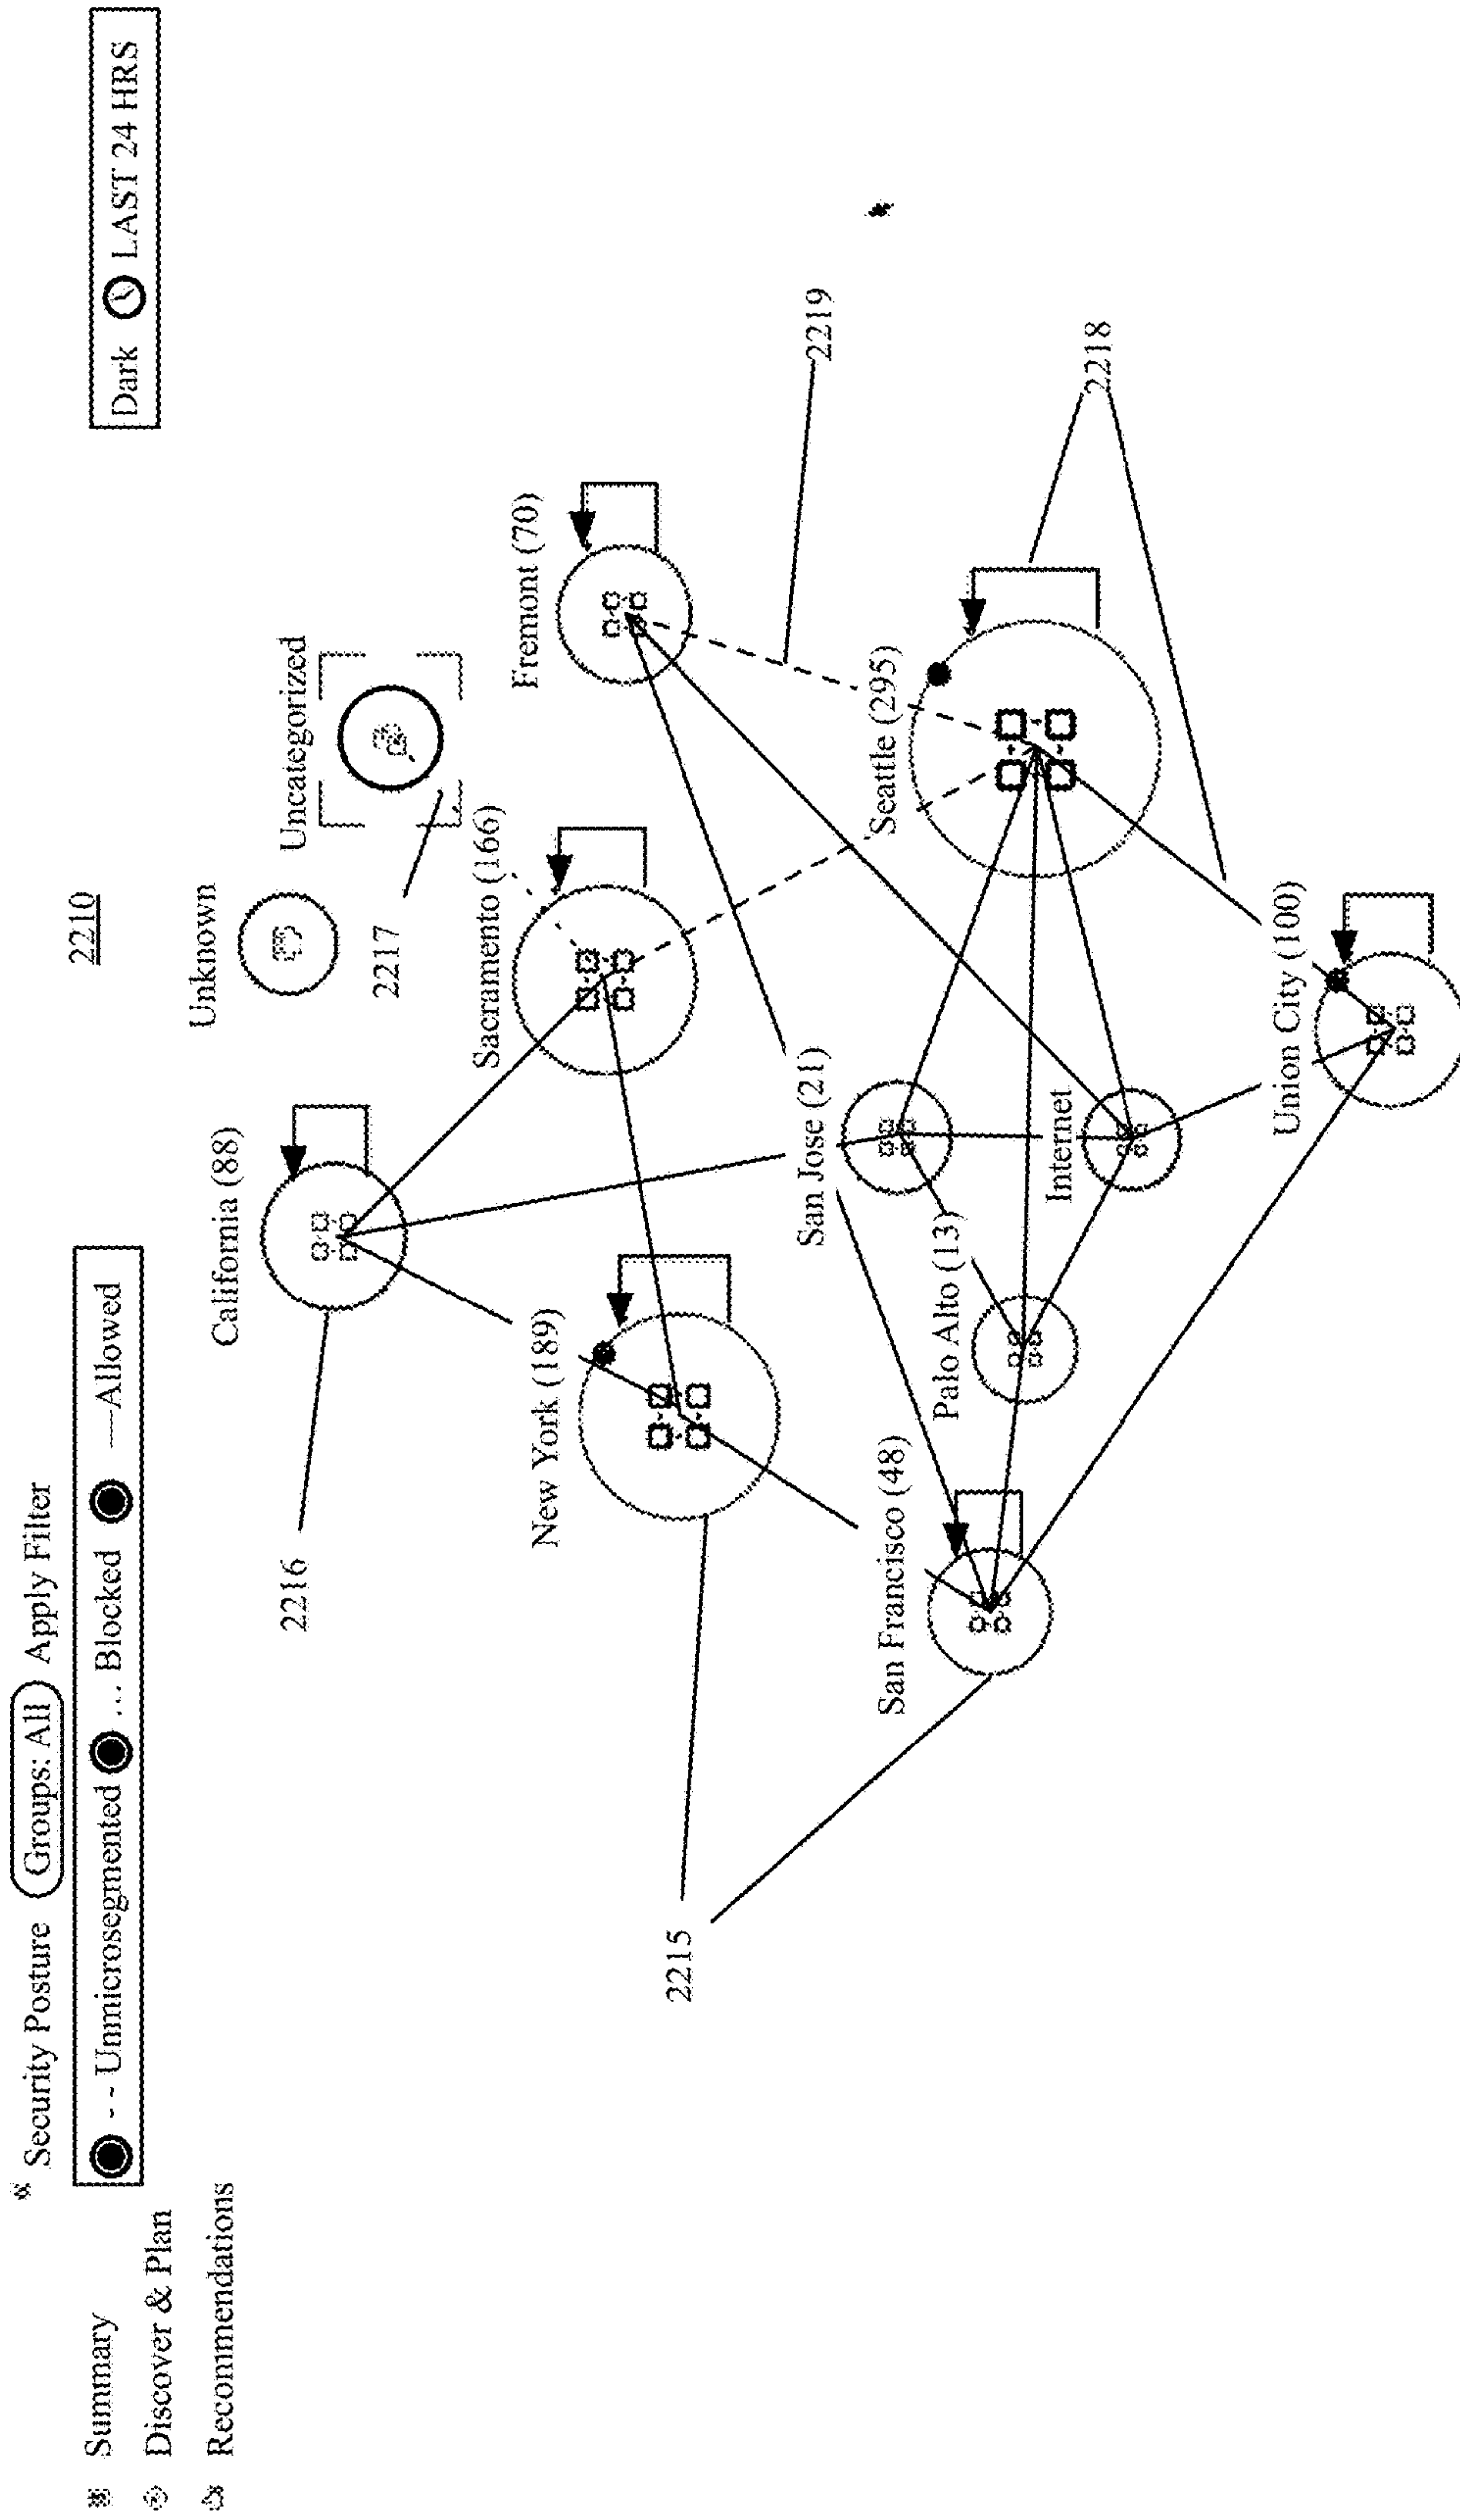 2210
Security Posture Groups: All Apply Filter
- - Unmicrosegmented ... Blocked —Allowed
Dark LAST 24 HRS
Summary
Discover & Plan
Recommendations
Unknown
Uncategorized
California (88)
2216
2217
Sacramento (166)
Fremont (70)
New York (189)
2215
San Jose (21)
2219
San Francisco (48)
Seattle (295)
Palo Alto (13)
Internet
2218
Union City (100)